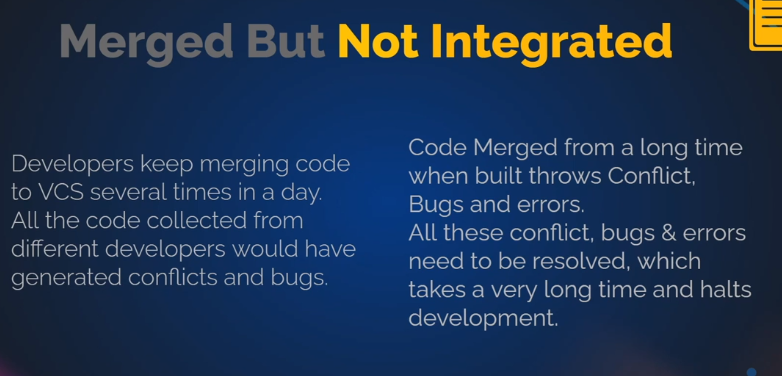 Merged But Not Integrated
Developers keep merging code
to VCS several times in a day.
All the code collected from
different developers would have
generated conflicts and bugs.
Code Merged from a long time
when built throws Conflict,
Bugs and errors.
All these conflict, bugs & errors
need to be resolved, which
takes a very long time and halts
development.